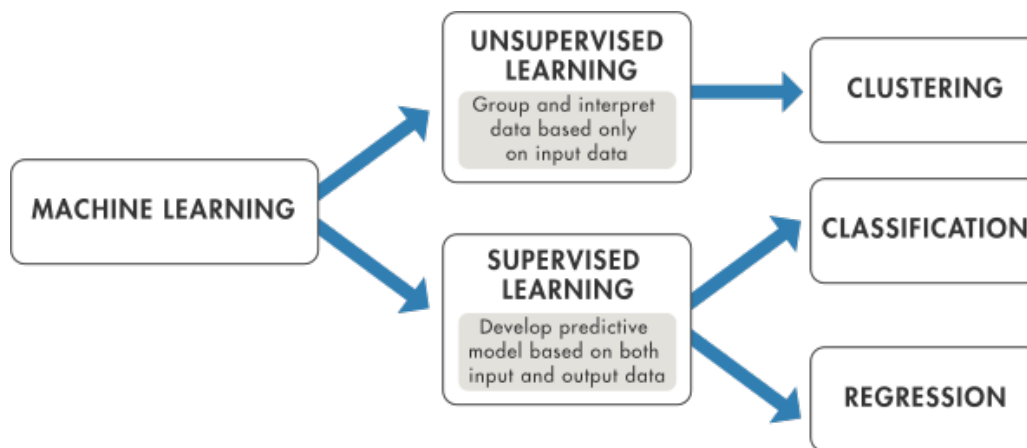 MACHINE LEARNING
UNSUPERVISED
LEARNING
Group and interpret
data based only
on input data
SUPERVISED
LEARNING
Develop predictive
model based on both
input and output data
CLUSTERING
CLASSIFICATION
REGRESSION